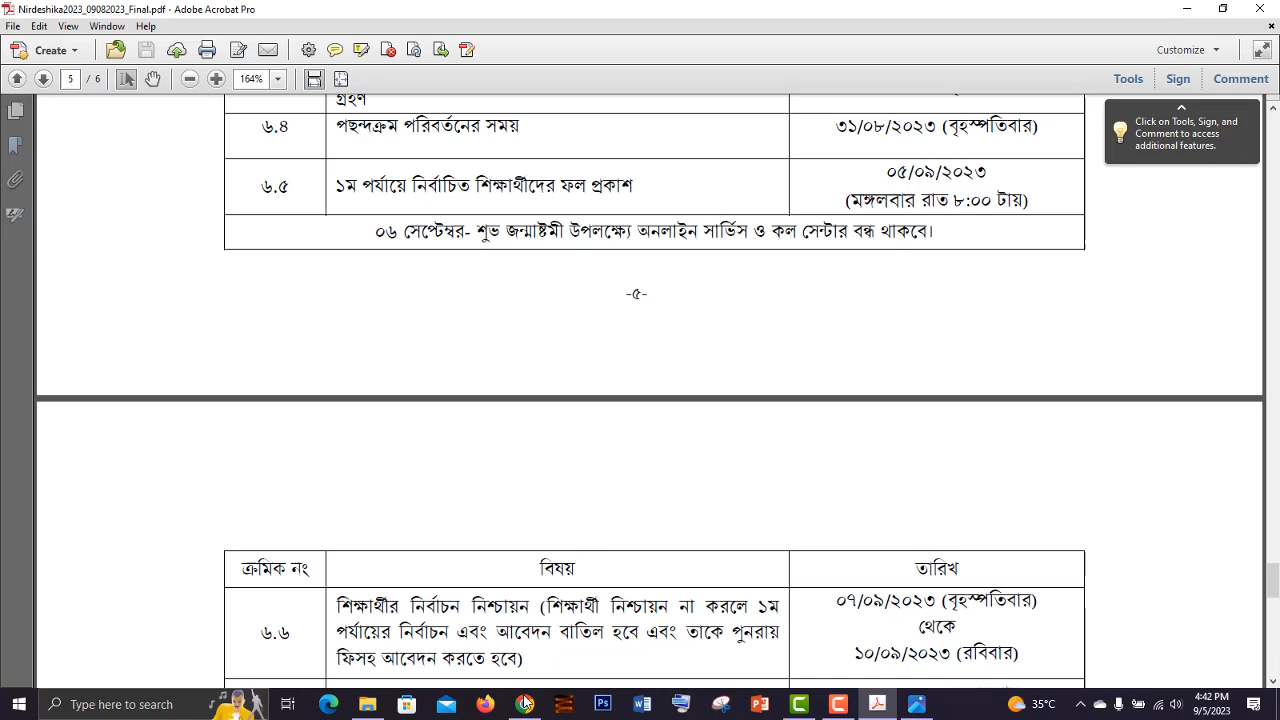 Nirdeshika2023_09082023_Final.pdf - Adobe Acrobat Pro
File Edit View Window Help
Create Customize
5 / 6 164% Tools Sign Comment
Click on Tools, Sign, and
Comment to access
additional features.
গ্রহণ
৬.৪ পছন্দক্রম পরিবর্তনের সময় ৩১/০৮/২০২৩ (বৃহস্পতিবার)
৬.৫ ১ম পর্যায়ে নির্বাচিত শিক্ষার্থীদের ফল প্রকাশ ০৫/০৯/২০২৩
(মঙ্গলবার রাত ৮:০০ টায়)
০৬ সেপ্টেম্বর- শুভ জন্মাষ্টমী উপলক্ষ্যে অনলাইন সার্ভিস ও কল সেন্টার বন্ধ থাকবে।
-৫-
ক্রমিক নং বিষয় তারিখ
৬.৬ শিক্ষার্থীর নির্বাচন নিশ্চায়ন (শিক্ষার্থী নিশ্চায়ন না করলে ১ম
পর্যায়ের নির্বাচন এবং আবেদন বাতিল হবে এবং তাকে পুনরায়
ফিসহ আবেদন করতে হবে)
০৭/০৯/২০২৩ (বৃহস্পতিবার)
থেকে
১০/০৯/২০২৩ (রবিবার)
Type here to search
35°C
4:42 PM
9/5/2023